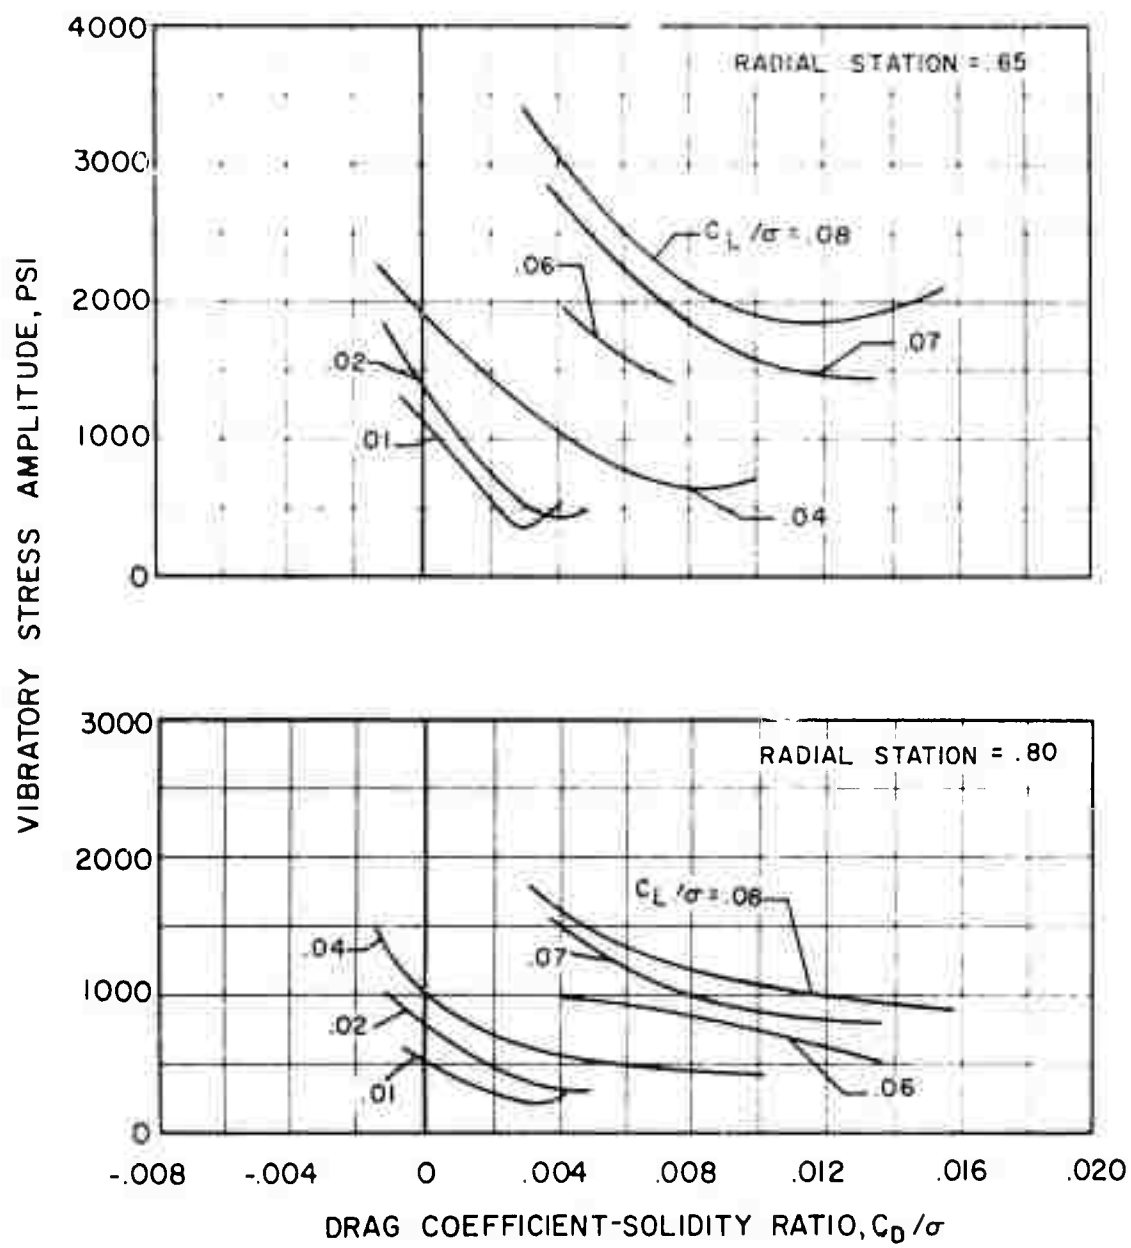 4000
RADIAL STATION = .65
3000
C_L/σ = .08
.06
2000
.07
.02
1000
.01
.04
0
VIBRATORY STRESS AMPLITUDE, PSI
3000
RADIAL STATION = .80
2000
C_L/σ = .08
.04
.07
1000
.02
.01
.06
0
-.008 -.004 0 .004 .008 .012 .016 .020
DRAG COEFFICIENT-SOLIDITY RATIO, C_D/σ